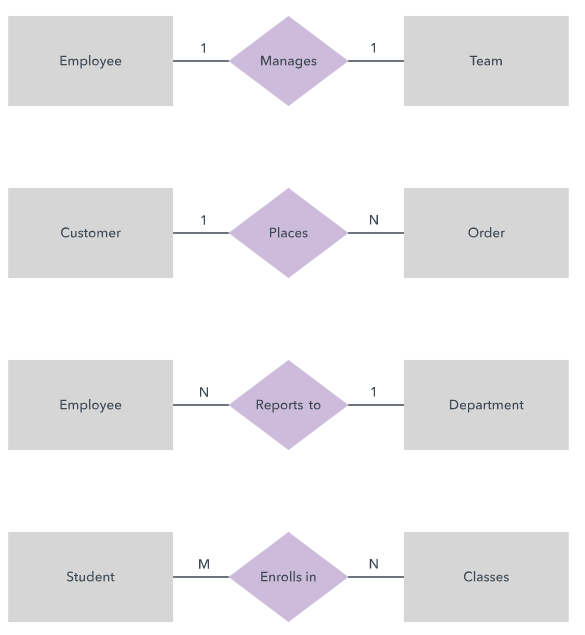 Employee 1 Manages 1 Team
Customer 1 Places N Order
Employee N Reports to 1 Department
Student M Enrolls in N Classes